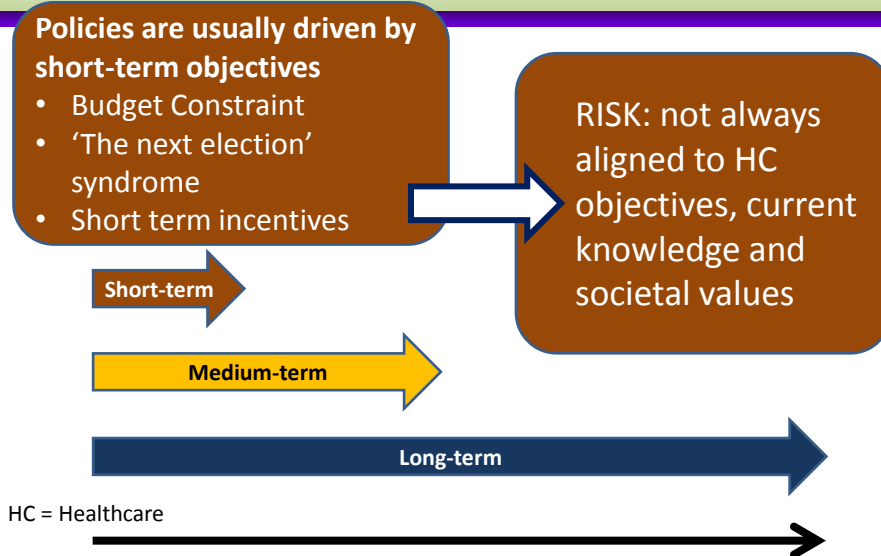 Policies are usually driven by
short-term objectives
• Budget Constraint
• ‘The next election’
syndrome
• Short term incentives
RISK: not always
aligned to HC
objectives, current
knowledge and
societal values
Short-term
Medium-term
Long-term
HC = Healthcare